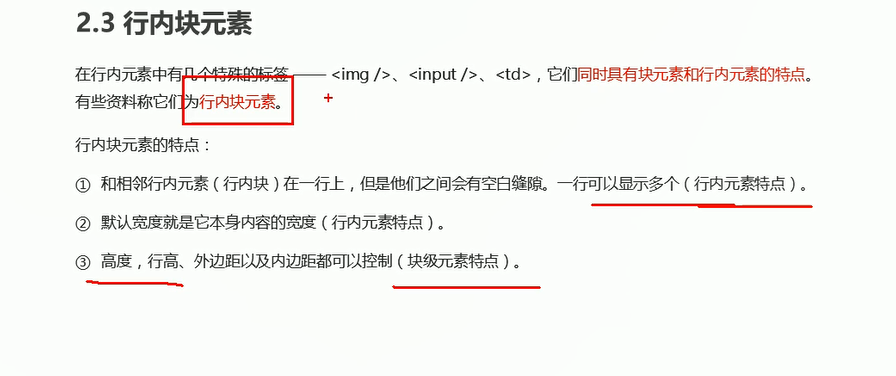 2.3 行内块元素
在行内元素中有几个特殊的标签 —— <img />、<input />、<td>，它们同时具有块元素和行内元素的特点。
有些资料称它们为行内块元素。
行内块元素的特点：
① 和相邻行内元素（行内块）在一行上，但是他们之间会有空白缝隙。一行可以显示多个（行内元素特点）。
② 默认宽度就是它本身内容的宽度（行内元素特点）。
③ 高度，行高、外边距以及内边距都可以控制（块级元素特点）。